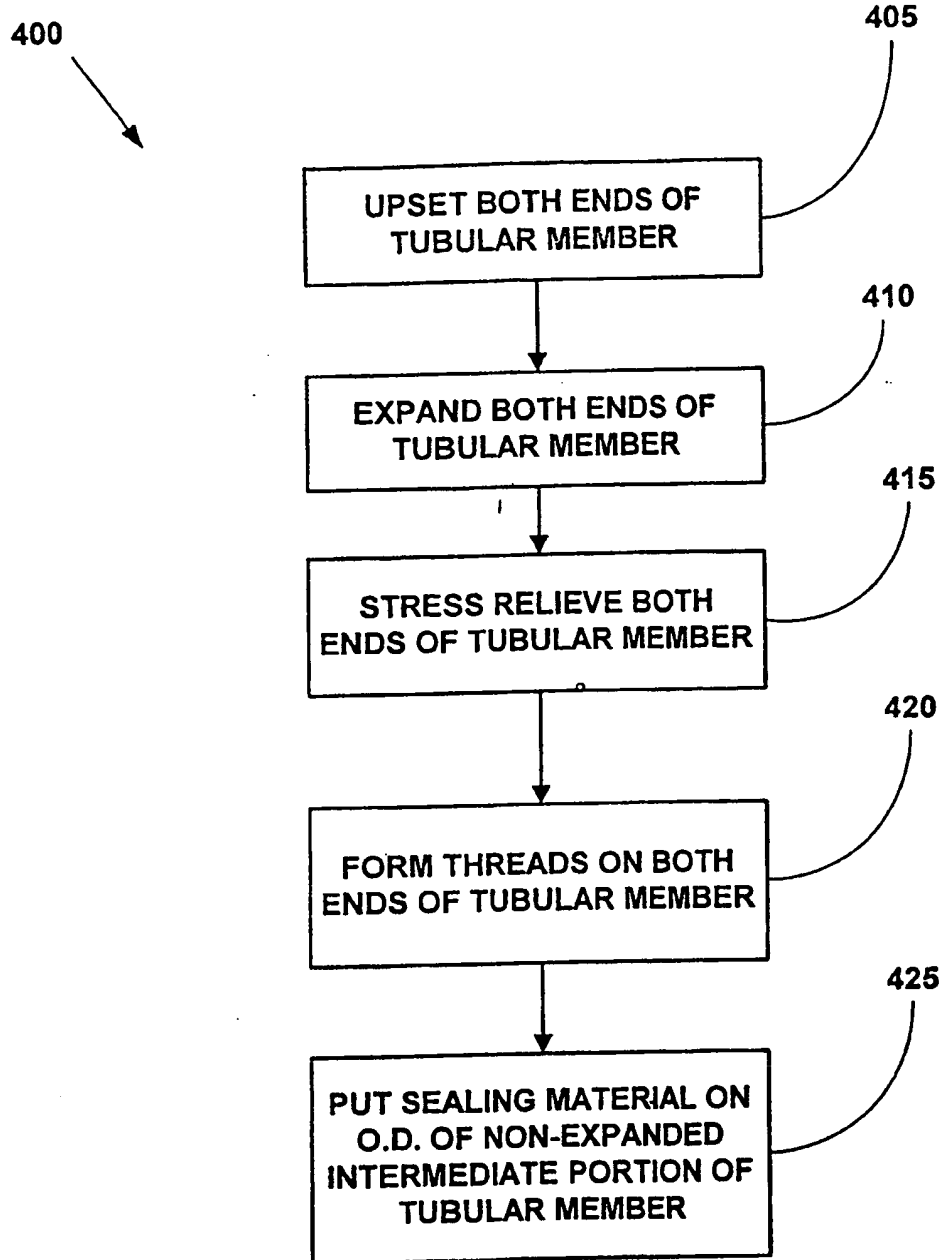 400
405
UPSET BOTH ENDS OF
TUBULAR MEMBER
410
EXPAND BOTH ENDS OF
TUBULAR MEMBER
415
STRESS RELIEVE BOTH
ENDS OF TUBULAR MEMBER
420
FORM THREADS ON BOTH
ENDS OF TUBULAR MEMBER
425
PUT SEALING MATERIAL ON
O.D. OF NON-EXPANDED
INTERMEDIATE PORTION OF
TUBULAR MEMBER